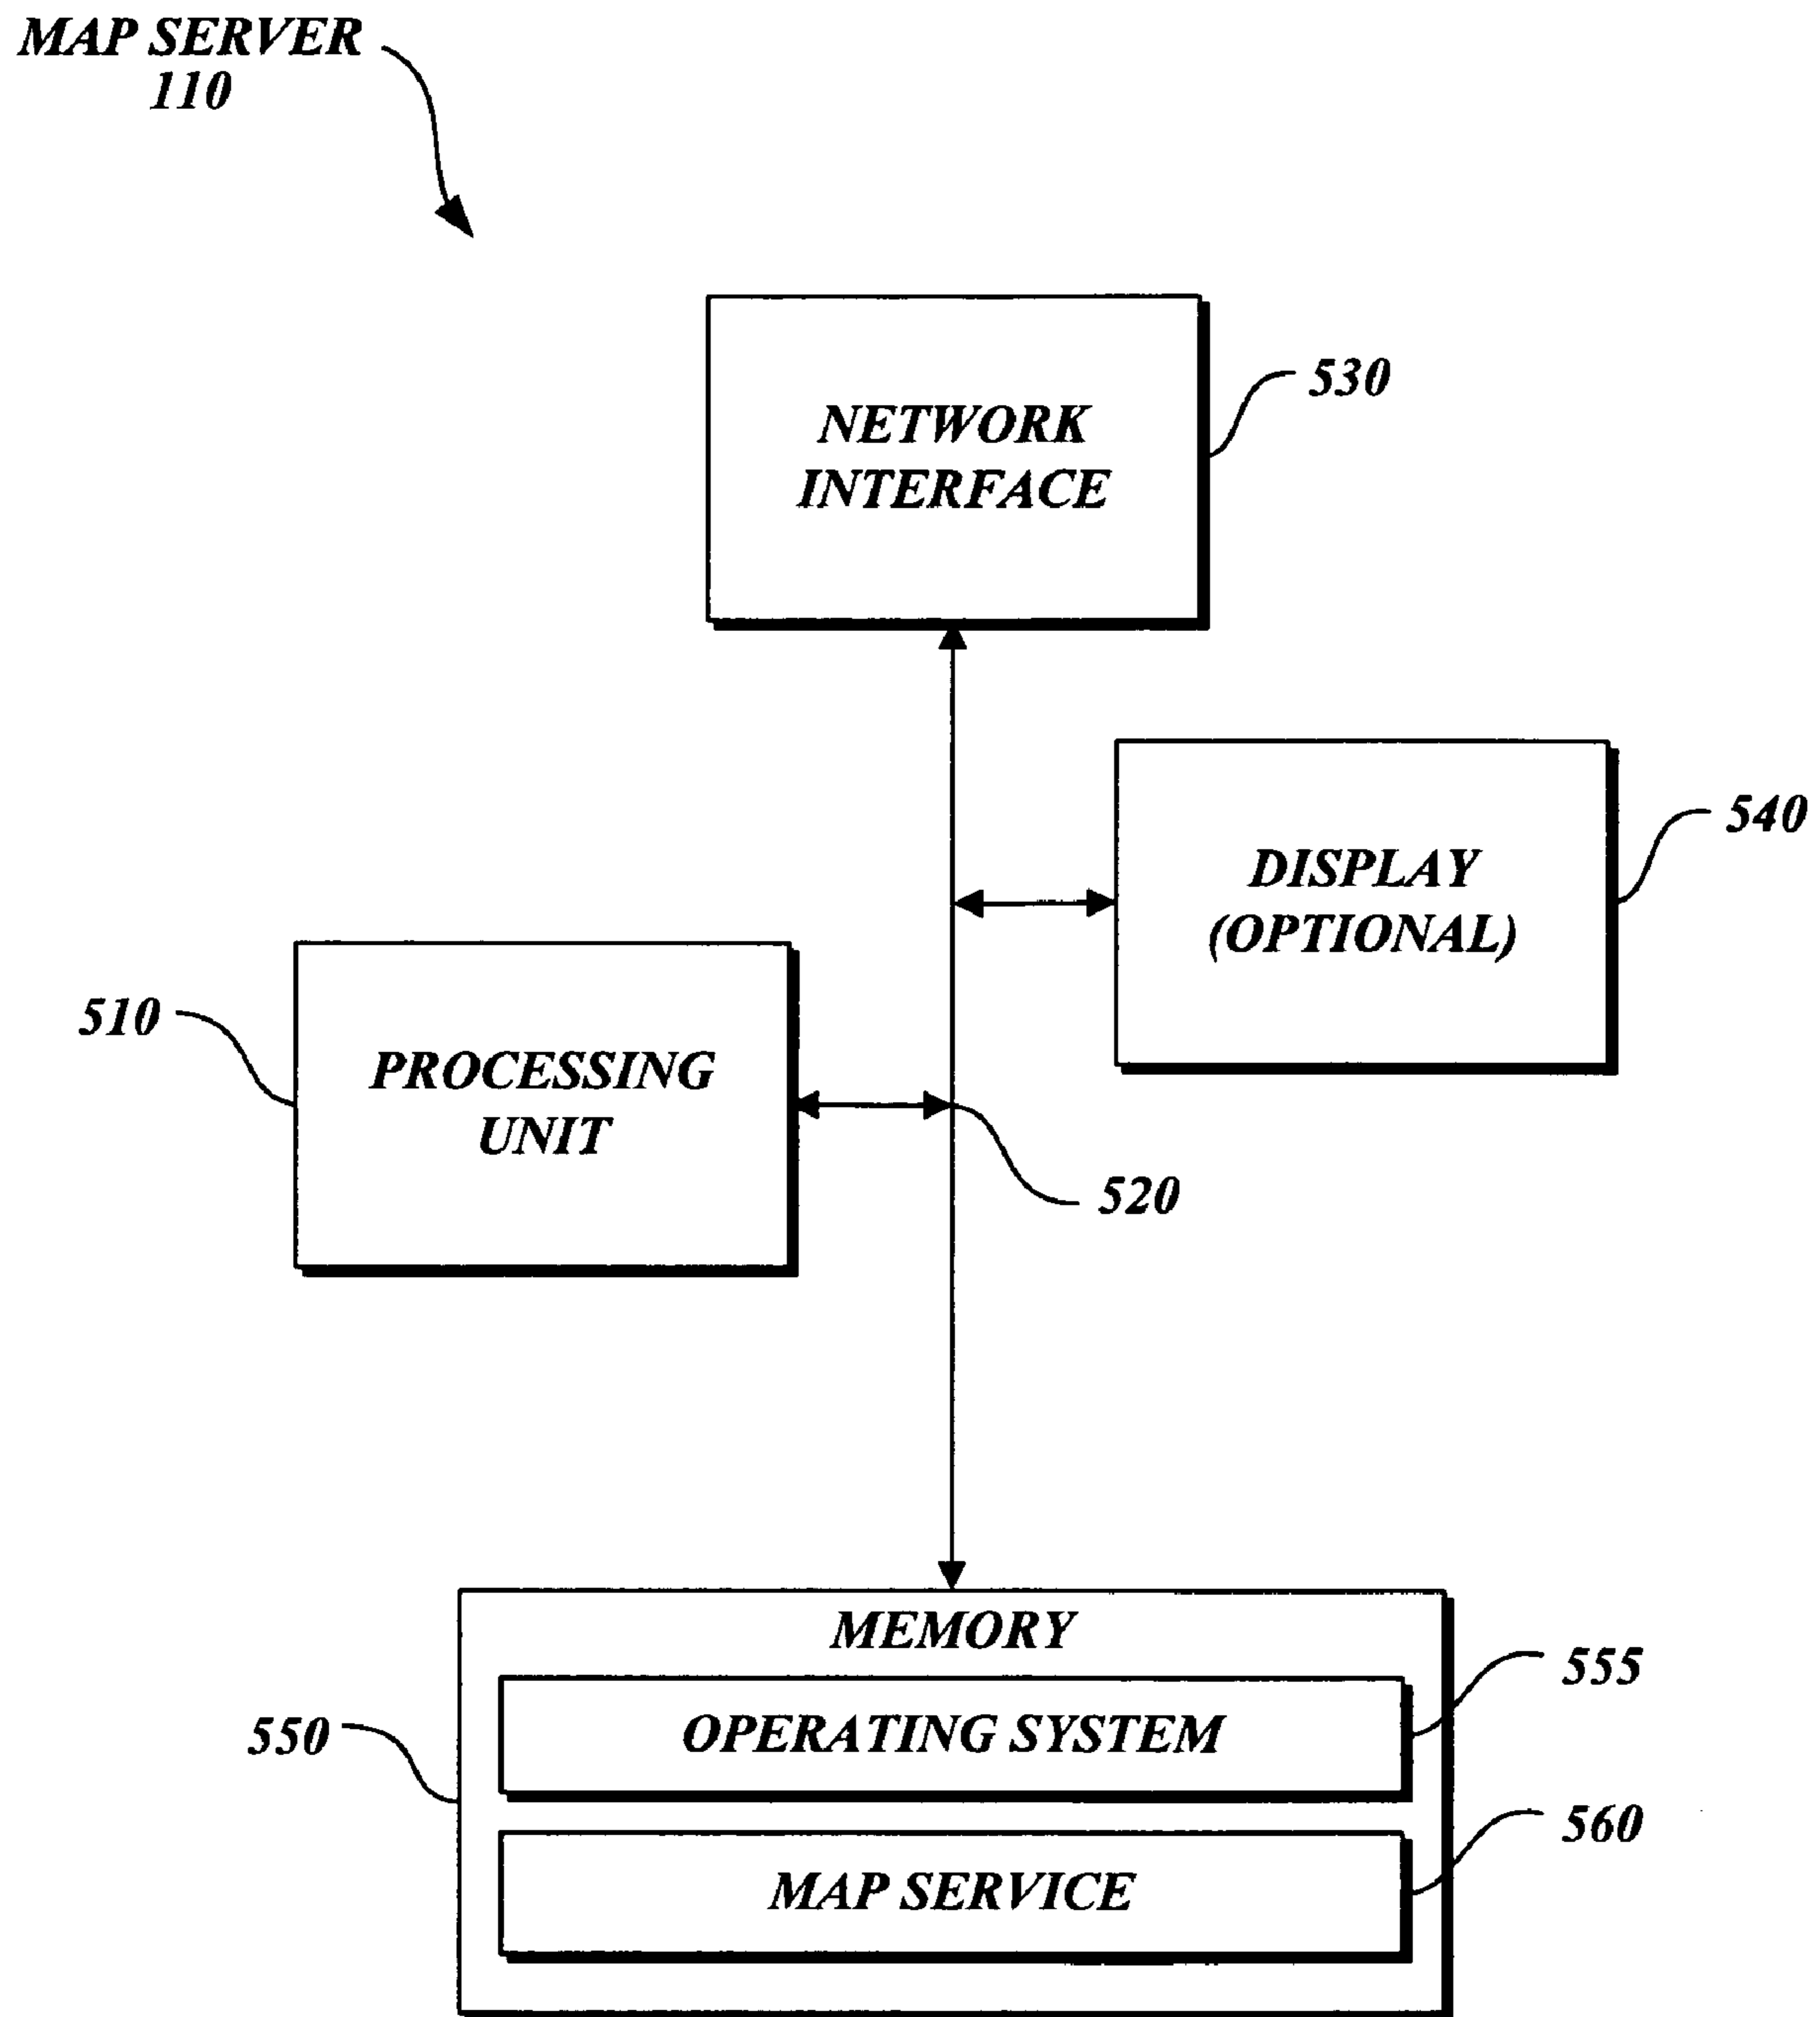 MAP SERVER
110
NETWORK
INTERFACE
530
DISPLAY
(OPTIONAL)
540
510
PROCESSING
UNIT
520
MEMORY
555
OPERATING SYSTEM
550
560
MAP SERVICE